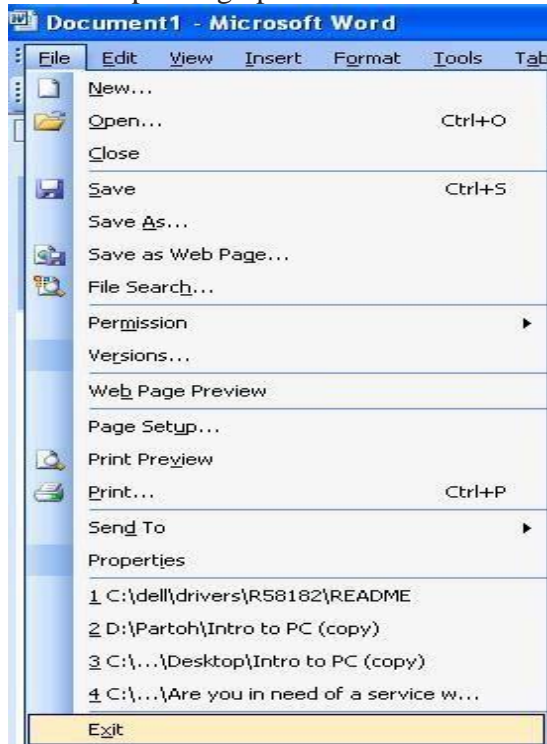 Document1 - Microsoft Word
File Edit View Insert Format Tools Tab
New...
Open... Ctrl+O
Close
Save Ctrl+S
Save As...
Save as Web Page...
File Search...
Permission
Versions...
Web Page Preview
Page Setup...
Print Preview
Print... Ctrl+P
Send To
Properties
1 C:\dell\drivers\R58182\README
2 D:\Partoh\Intro to PC (copy)
3 C:\...\Desktop\Intro to PC (copy)
4 C:\...\Are you in need of a service w...
Exit